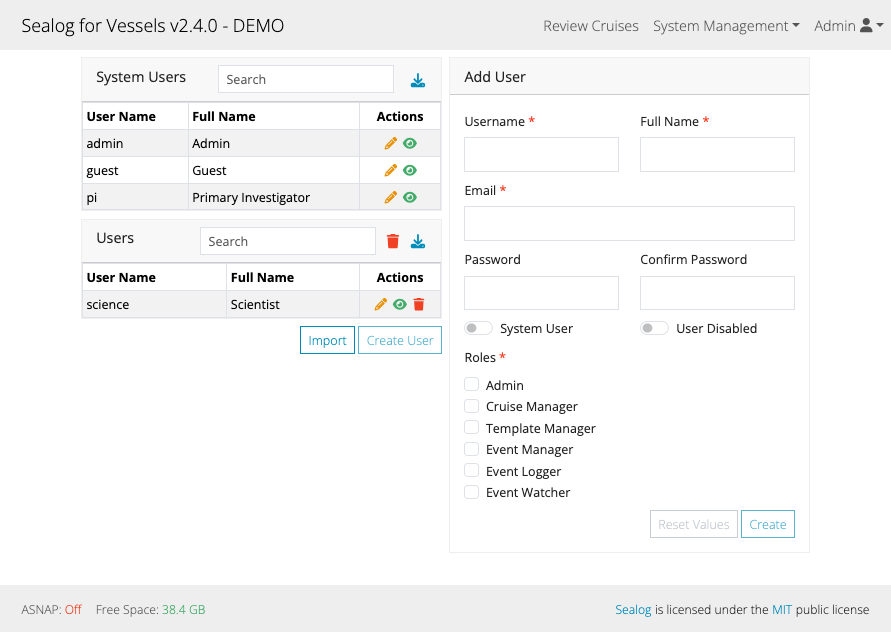 Sealog for Vessels v2.4.0 - DEMO
Review Cruises System Management Admin
System Users Search
User Name Full Name Actions
admin Admin
guest Guest
pi Primary Investigator
Users Search
User Name Full Name Actions
science Scientist
Import Create User
Add User
Username * Full Name *
Email *
Password Confirm Password
System User User Disabled
Roles *
Admin
Cruise Manager
Template Manager
Event Manager
Event Logger
Event Watcher
Reset Values Create
ASNAP: Off Free Space: 38.4 GB
Sealog is licensed under the MIT public license